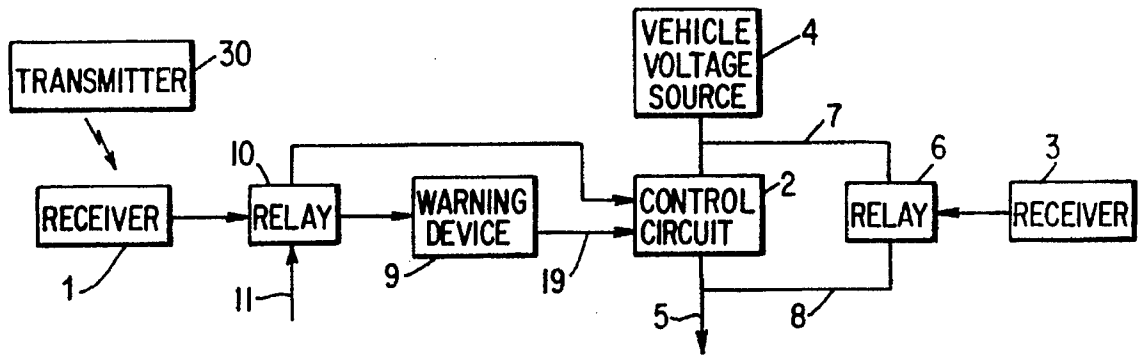 VEHICLE
VOLTAGE
SOURCE
4
TRANSMITTER
30
7
10
6
3
2
RECEIVER
RELAY
WARNING
DEVICE
CONTROL
CIRCUIT
RELAY
RECEIVER
1
11
9
19
5
8